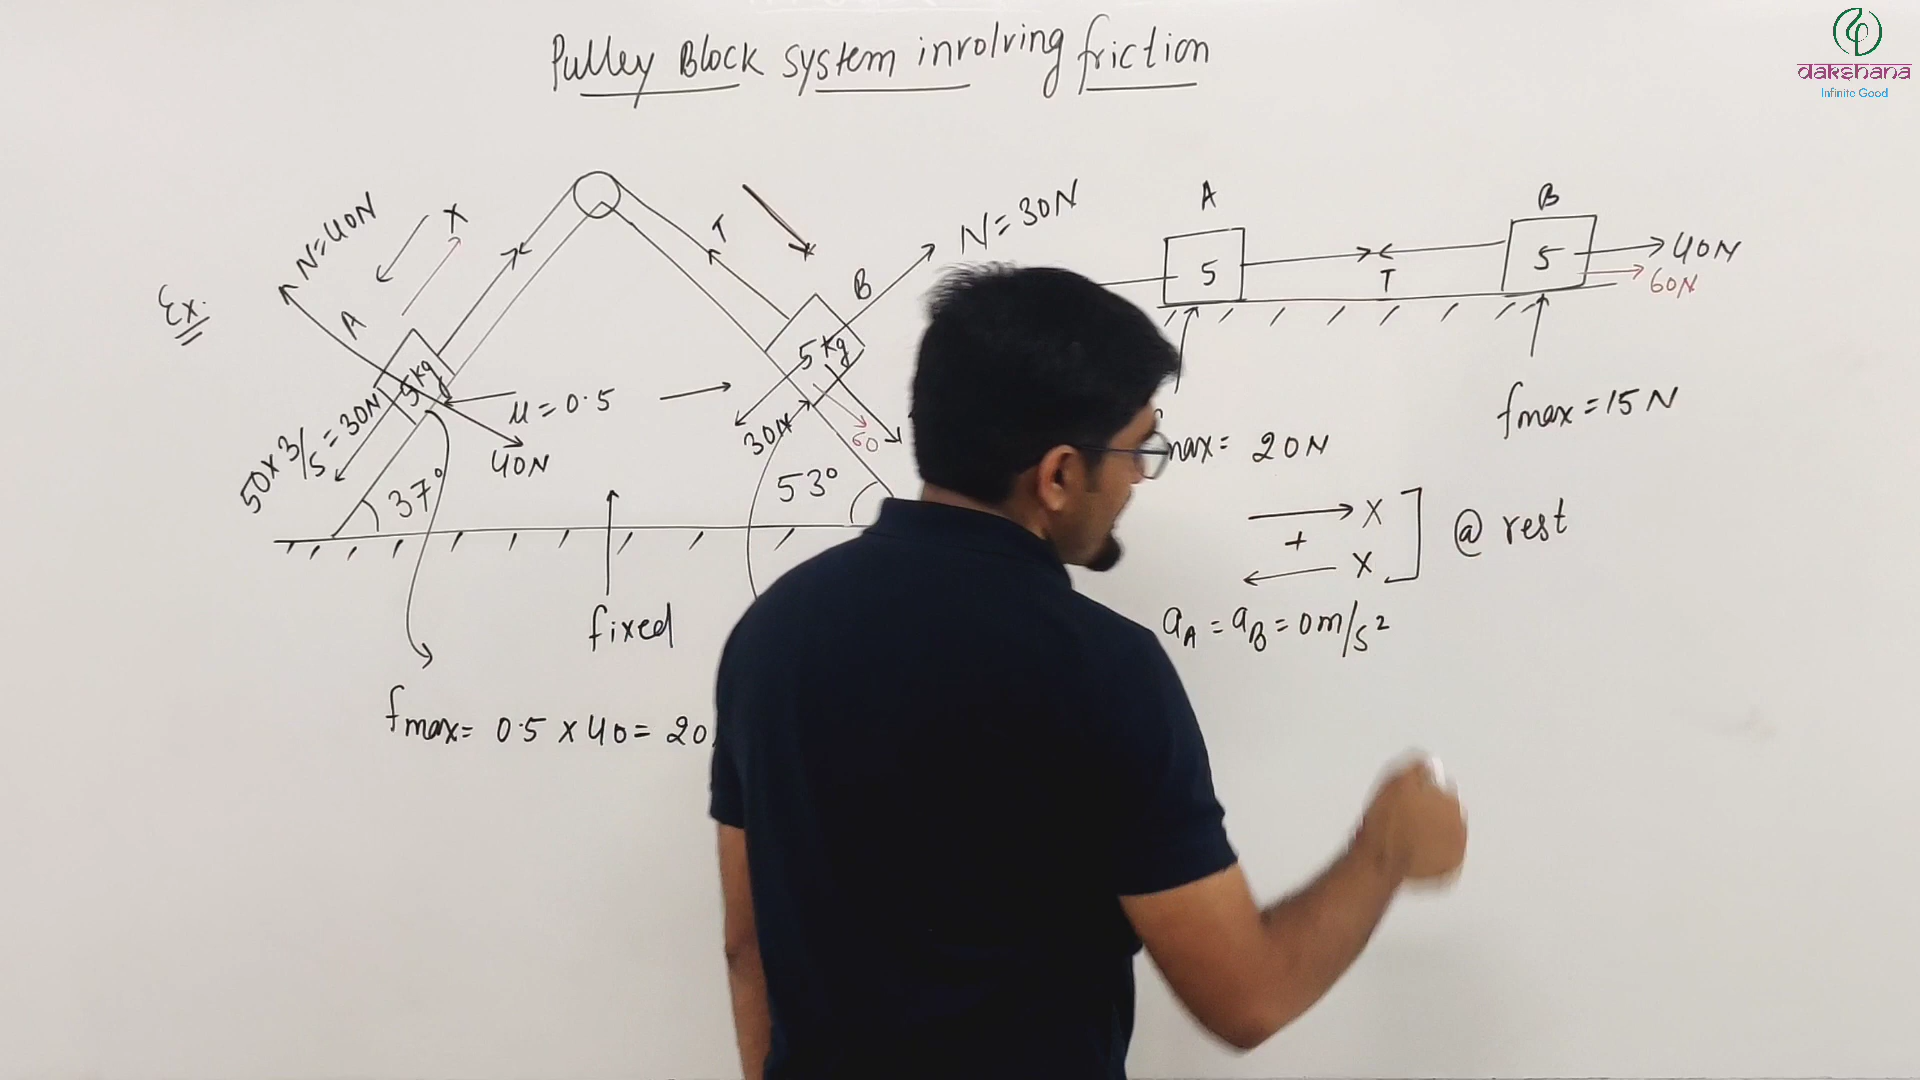 Pulley Block system involving friction
dakshana
Infinite Good
Ex.
N=40N
X
A
5kg
50x3/5=30N
40N
37°
μ=0.5
T
B
N=30N
5kg
30N
60
53°
fixed
fmax= 0.5 x 40= 20
A
B
5
T
5
40N
60N
max= 20N
fmax=15N
X
+
X
@ rest
aA = aB = 0m/s²